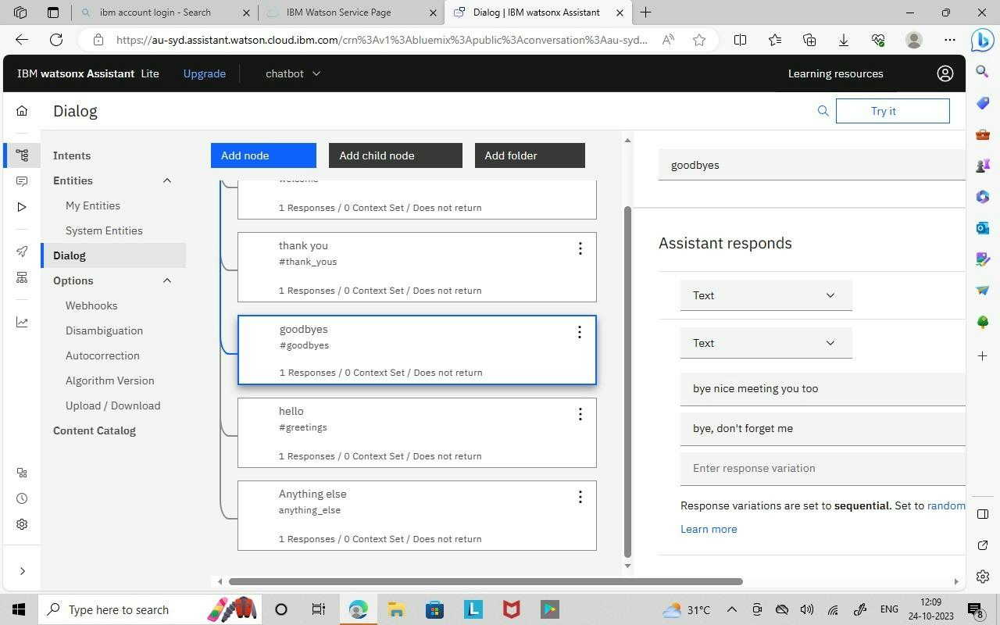 ibm account login - Search
IBM Watson Service Page
Dialog | IBM watsonx Assistant
https://au-syd.assistant.watson.cloud.ibm.com/crn%3Av1%3Abluemix%3Apublic%3Aconversation%3Aau-syd...
IBM watsonx Assistant Lite
Upgrade
chatbot
Learning resources
Dialog
Try it
Intents
Entities
My Entities
System Entities
Dialog
Options
Webhooks
Disambiguation
Autocorrection
Algorithm Version
Upload / Download
Content Catalog
Add node
Add child node
Add folder
welcome
1 Responses / 0 Context Set / Does not return
thank you
#thank_yous
1 Responses / 0 Context Set / Does not return
goodbyes
#goodbyes
1 Responses / 0 Context Set / Does not return
hello
#greetings
1 Responses / 0 Context Set / Does not return
Anything else
anything_else
1 Responses / 0 Context Set / Does not return
goodbyes
Assistant responds
Text
Text
bye nice meeting you too
bye, don't forget me
Enter response variation
Response variations are set to sequential. Set to random
Learn more
Type here to search
31°C
ENG
12:09
24-10-2023
8